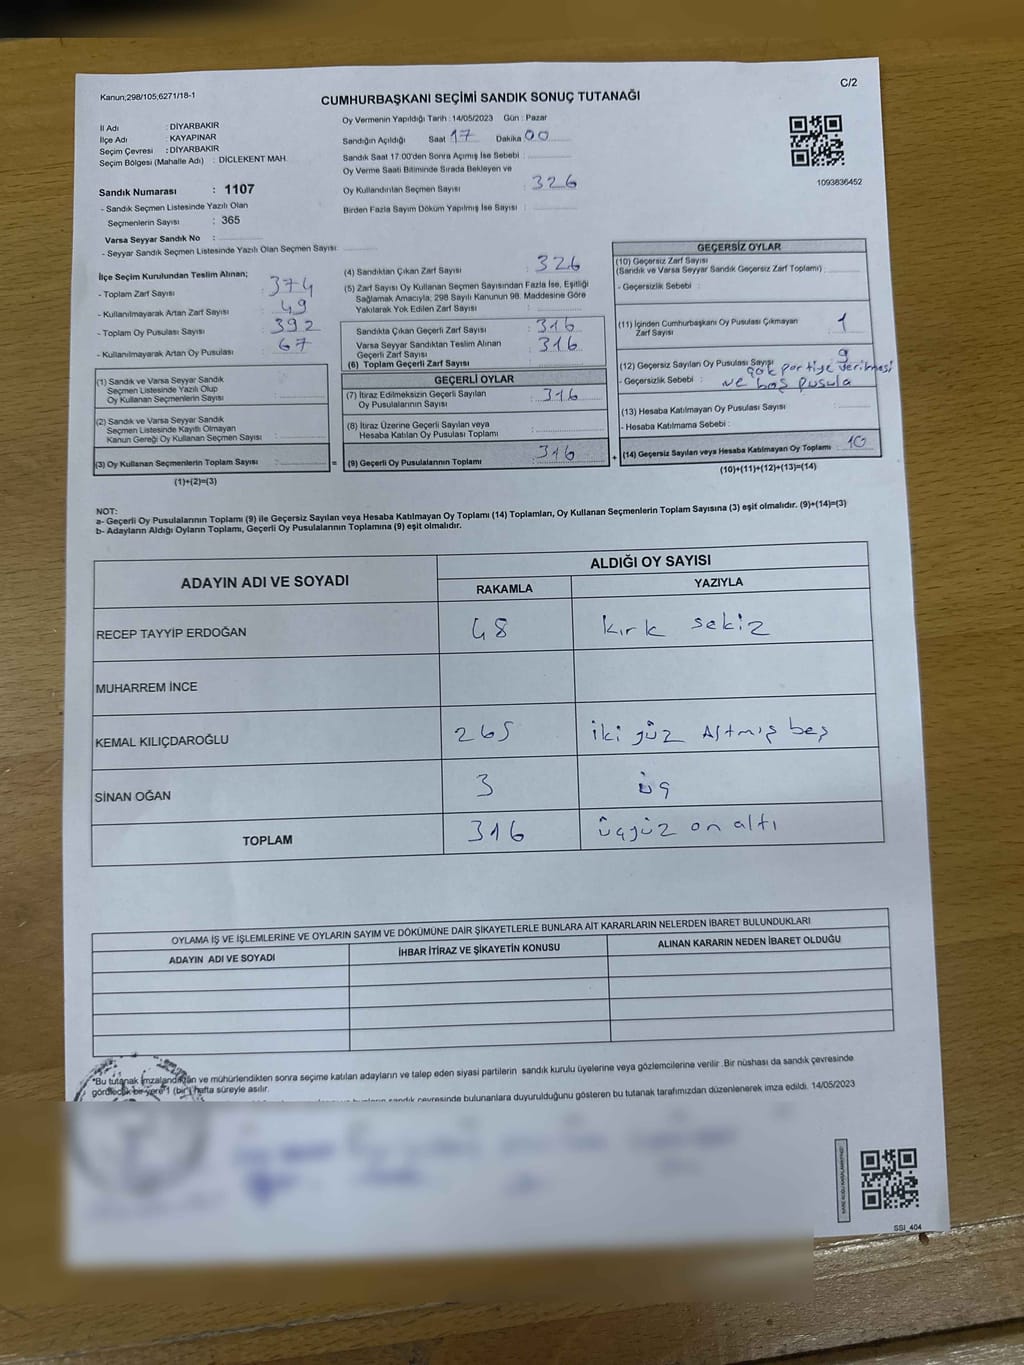 Kanun;298/105;6271/18-1
C/2
CUMHURBAŞKANI SEÇİMİ SANDIK SONUÇ TUTANAĞI
İl Adı : DİYARBAKIR
İlçe Adı : KAYAPINAR
Seçim Çevresi : DİYARBAKIR
Seçim Bölgesi (Mahalle Adı) : DİCLEKENT MAH.
Sandık Numarası : 1107
- Sandık Seçmen Listesinde Yazılı Olan
Seçmenlerin Sayısı : 365
Varsa Seyyar Sandık No :
- Seyyar Sandık Seçmen Listesinde Yazılı Olan Seçmen Sayısı:
Oy Vermenin Yapıldığı Tarih : 14/05/2023 Gün : Pazar
Sandığın Açıldığı Saat 17 Dakika 00
Sandık Saat 17:00'den Sonra Açımış İse Sebebi :
Oy Verme Saati Bitiminde Sırada Bekleyen ve
Oy Kullandırılan Seçmen Sayısı : 326
Birden Fazla Sayım Döküm Yapılmış İse Sayısı :
1093836452
İlçe Seçim Kurulundan Teslim Alınan;
- Toplam Zarf Sayısı : 374
- Kullanılmayarak Artan Zarf Sayısı : 49
- Toplam Oy Pusulası Sayısı : 392
- Kullanılmayarak Artan Oy Pusulası : 67
(1) Sandık ve Varsa Seyyar Sandık
Seçmen Listesinde Yazılı Olup
Oy Kullanan Seçmenlerin Sayısı :
(2) Sandık ve Varsa Seyyar Sandık
Seçmen Listesinde Kayıtlı Olmayan
Kanun Gereği Oy Kullanan Seçmen Sayısı :
(3) Oy Kullanan Seçmenlerin Toplam Sayısı :
(1)+(2)=(3)
=
(4) Sandıktan Çıkan Zarf Sayısı : 326
(5) Zarf Sayısı Oy Kullanan Seçmen Sayısından Fazla İse, Eşitliği
Sağlamak Amacıyla; 298 Sayılı Kanunun 98. Maddesine Göre
Yakılarak Yok Edilen Zarf Sayısı :
Sandıkta Çıkan Geçerli Zarf Sayısı : 316
Varsa Seyyar Sandıktan Teslim Alınan
Geçerli Zarf Sayısı : 316
(6) Toplam Geçerli Zarf Sayısı :
GEÇERLİ OYLAR
(7) İtiraz Edilmeksizin Geçerli Sayılan
Oy Pusulalarının Sayısı : 316
(8) İtiraz Üzerine Geçerli Sayılan veya
Hesaba Katılan Oy Pusulası Toplamı :
(9) Geçerli Oy Pusulalarının Toplamı : 316
+
GEÇERSİZ OYLAR
(10) Geçersiz Zarf Sayısı
(Sandık ve Varsa Seyyar Sandık Geçersiz Zarf Toplamı)
- Geçersizlik Sebebi :
(11) İçinden Cumhurbaşkanı Oy Pusulası Çıkmayan
Zarf Sayısı : 1
(12) Geçersiz Sayılan Oy Pusulası Sayısı 9
- Geçersizlik Sebebi : çok partiye verilmesi
ve boş pusula
(13) Hesaba Katılmayan Oy Pusulası Sayısı :
- Hesaba Katılmama Sebebi :
(14) Geçersiz Sayılan veya Hesaba Katılmayan Oy Toplamı : 10
(10)+(11)+(12)+(13)=(14)
NOT:
a- Geçerli Oy Pusulalarının Toplamı (9) ile Geçersiz Sayılan veya Hesaba Katılmayan Oy Toplamı (14) Toplamları, Oy Kullanan Seçmenlerin Toplam Sayısına (3) eşit olmalıdır. (9)+(14)=(3)
b- Adayların Aldığı Oyların Toplamı, Geçerli Oy Pusulalarının Toplamına (9) eşit olmalıdır.
ADAYIN ADI VE SOYADI
ALDIĞI OY SAYISI
RAKAMLA YAZIYLA
RECEP TAYYİP ERDOĞAN 48 kırk sekiz
MUHARREM İNCE
KEMAL KILIÇDAROĞLU 265 iki yüz Altmış beş
SİNAN OĞAN 3 üç
TOPLAM 316 üçyüz on altı
OYLAMA İŞ VE İŞLEMLERİNE VE OYLARIN SAYIM VE DÖKÜMÜNE DAİR ŞİKAYETLERLE BUNLARA AİT KARARLARIN NELERDEN İBARET BULUNDUKLARI
ADAYIN ADI VE SOYADI İHBAR İTİRAZ VE ŞİKAYETİN KONUSU ALINAN KARARIN NEDEN İBARET OLDUĞU
*Bu tutanak imzalandıktan ve mühürlendikten sonra seçime katılan adayların ve talep eden siyasi partilerin sandık kurulu üyelerine veya gözlemcilerine verilir .Bir nüshası da sandık çevresinde
görülecek bir yere 1 (bir) hafta süreyle asılır.
sandık çevresinde bulunanlara duyurulduğunu gösteren bu tutanak tarafımızdan düzenlenerek imza edildi. 14/05/2023
SSI_404